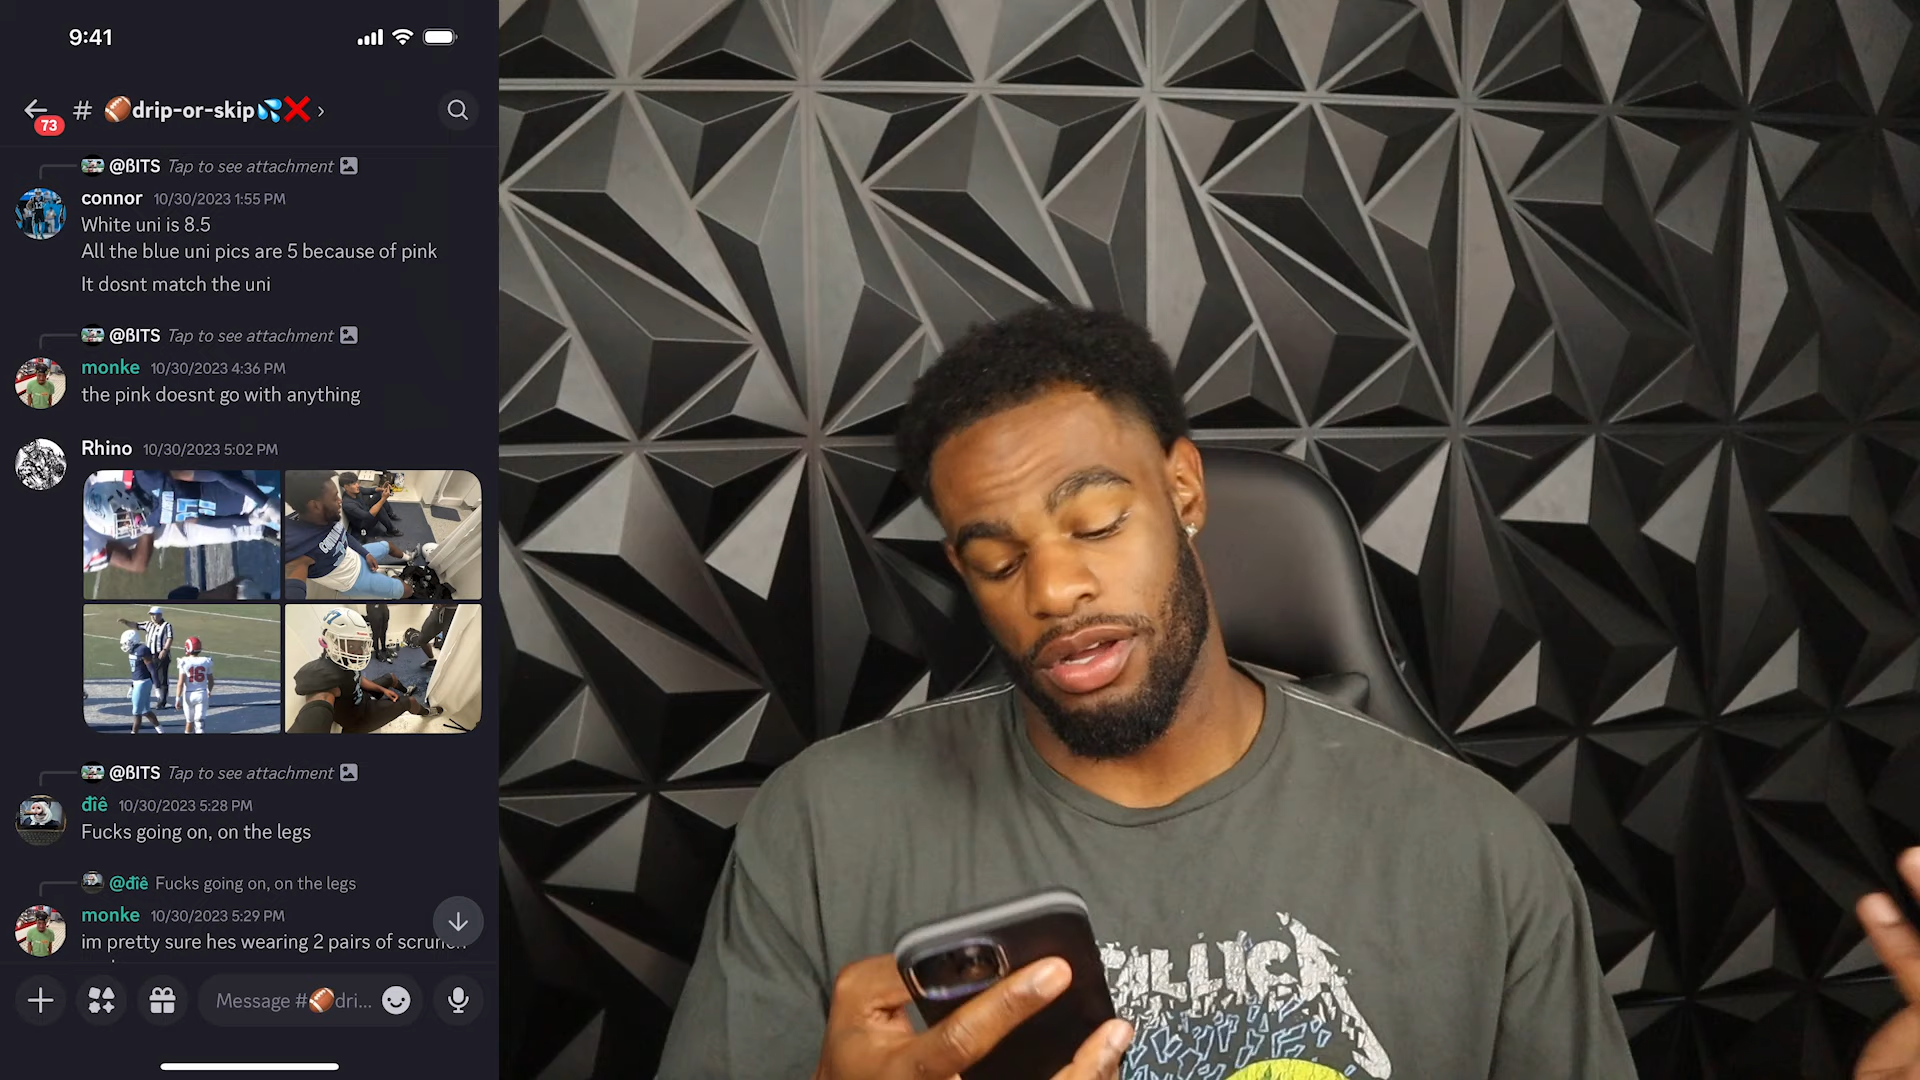 9:41
73
# 🏈drip-or-skip💦❌ ›
@ßITS Tap to see attachment
connor 10/30/2023 1:55 PM
White uni is 8.5
All the blue uni pics are 5 because of pink
It dosnt match the uni
@ßITS Tap to see attachment
monke 10/30/2023 4:36 PM
the pink doesnt go with anything
Rhino 10/30/2023 5:02 PM
@ßITS Tap to see attachment
đîê 10/30/2023 5:28 PM
Fucks going on, on the legs
@đîê Fucks going on, on the legs
monke 10/30/2023 5:29 PM
im pretty sure hes wearing 2 pairs of
Message #🏈dri...